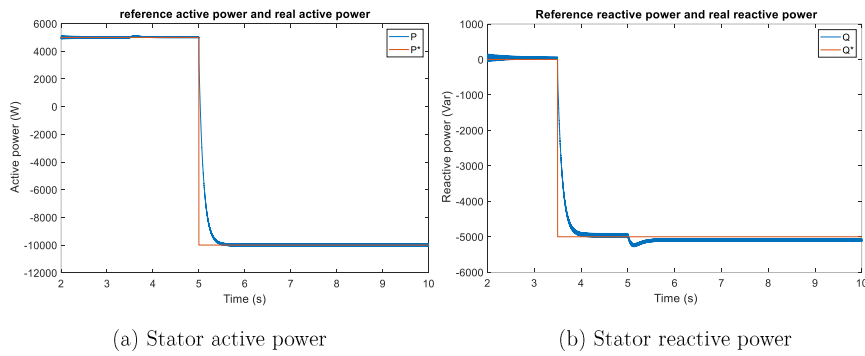 reference active power and real active power
6000
4000
2000
0
-2000
-4000
-6000
-8000
-10000
-12000
Active power (W)
2 3 4 5 6 7 8 9 10
Time (s)
P
P*
(a) Stator active power
Reference reactive power and real reactive power
1000
0
-1000
-2000
-3000
-4000
-5000
-6000
Reactive power (Var)
2 3 4 5 6 7 8 9 10
Time (s)
Q
Q*
(b) Stator reactive power